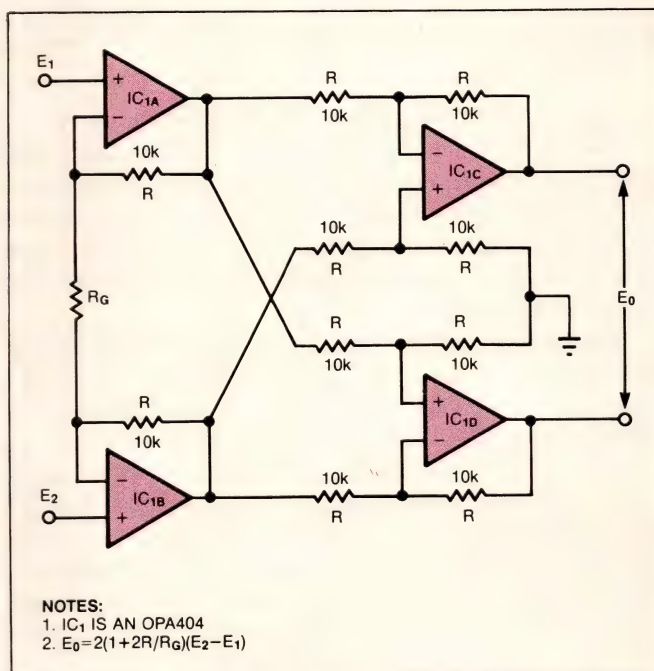 E1
+
IC1A
−
10k
R
RG
R
10k
−
IC1B
+
E2
R
10k
R
10k
−
IC1C
+
10k
R
10k
R
R
10k
R
10k
+
IC1D
−
10k
R
10k
R
E0
NOTES:
1. IC1 IS AN OPA404
2. E0=2(1+2R/RG)(E2−E1)